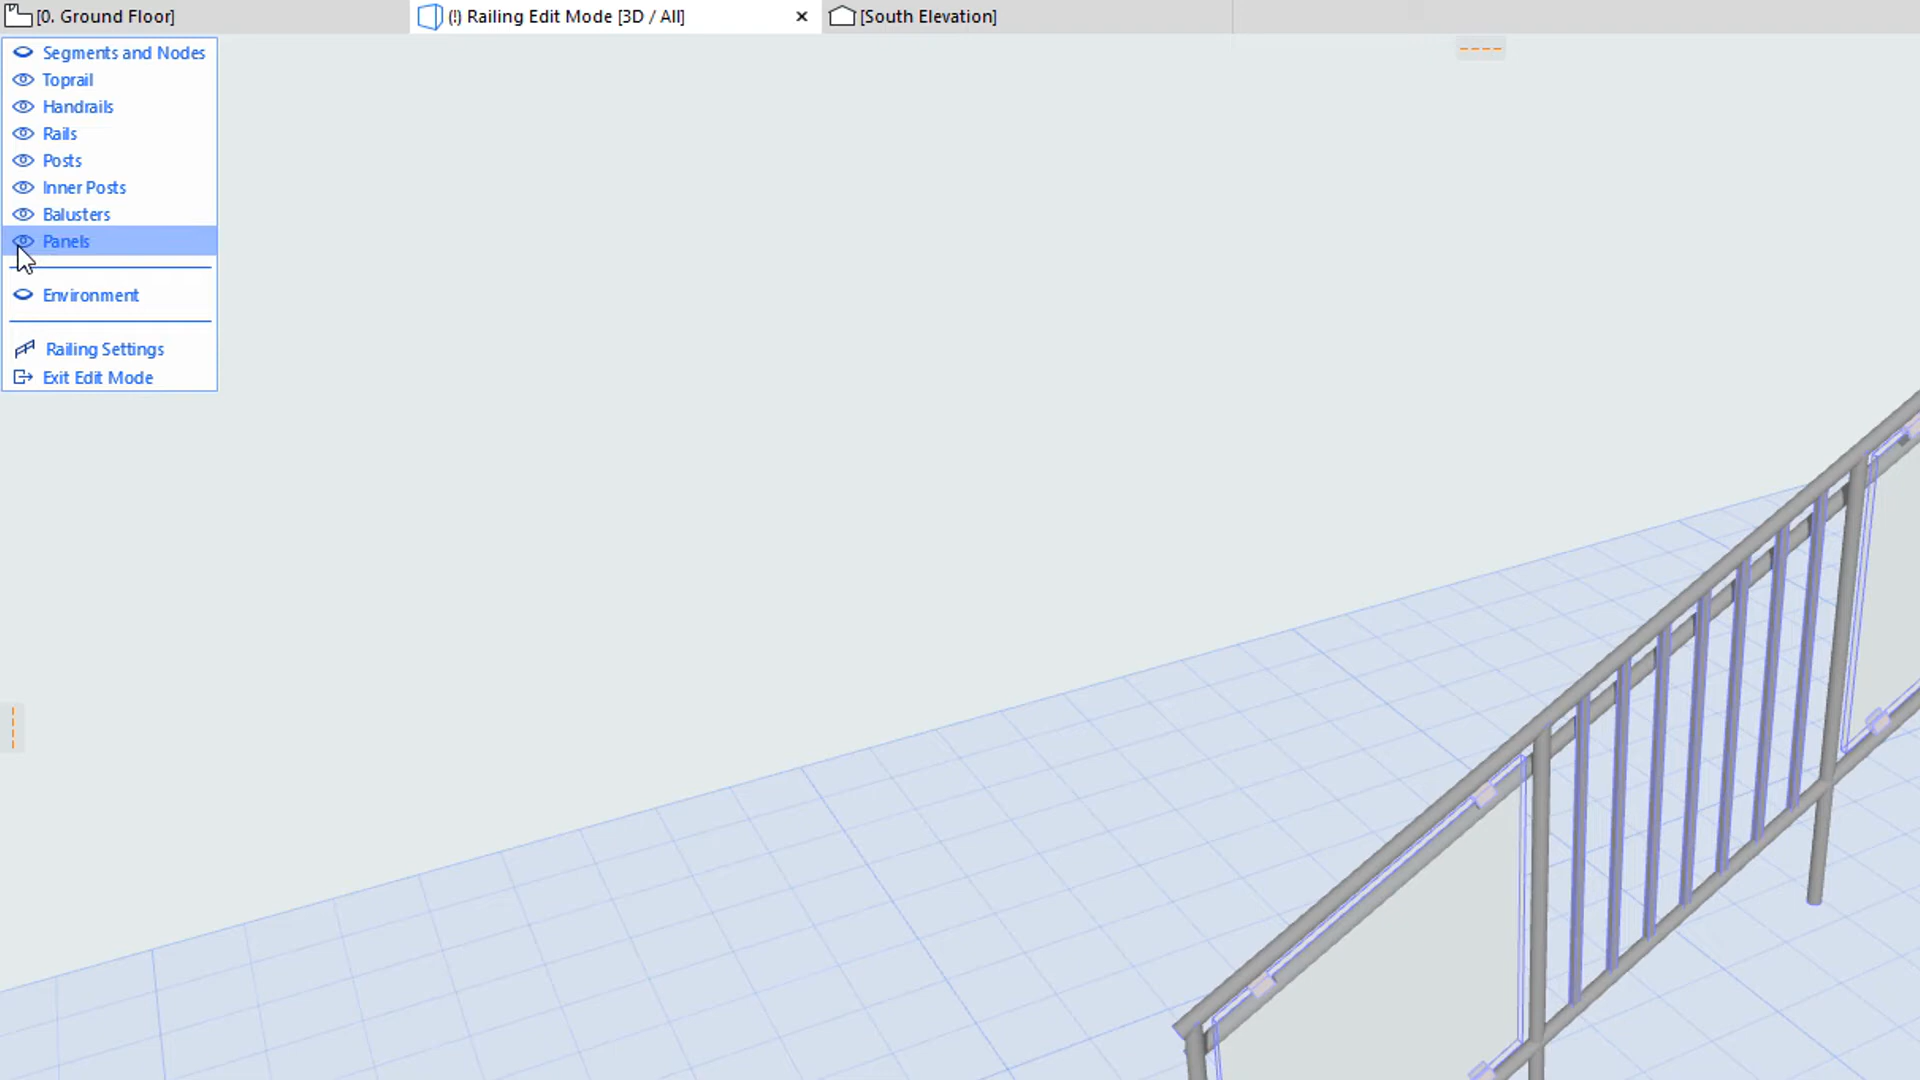 [0. Ground Floor]
(!) Railing Edit Mode [3D / All]
[South Elevation]
Segments and Nodes
Toprail
Handrails
Rails
Posts
Inner Posts
Balusters
Panels
Environment
Railing Settings
Exit Edit Mode